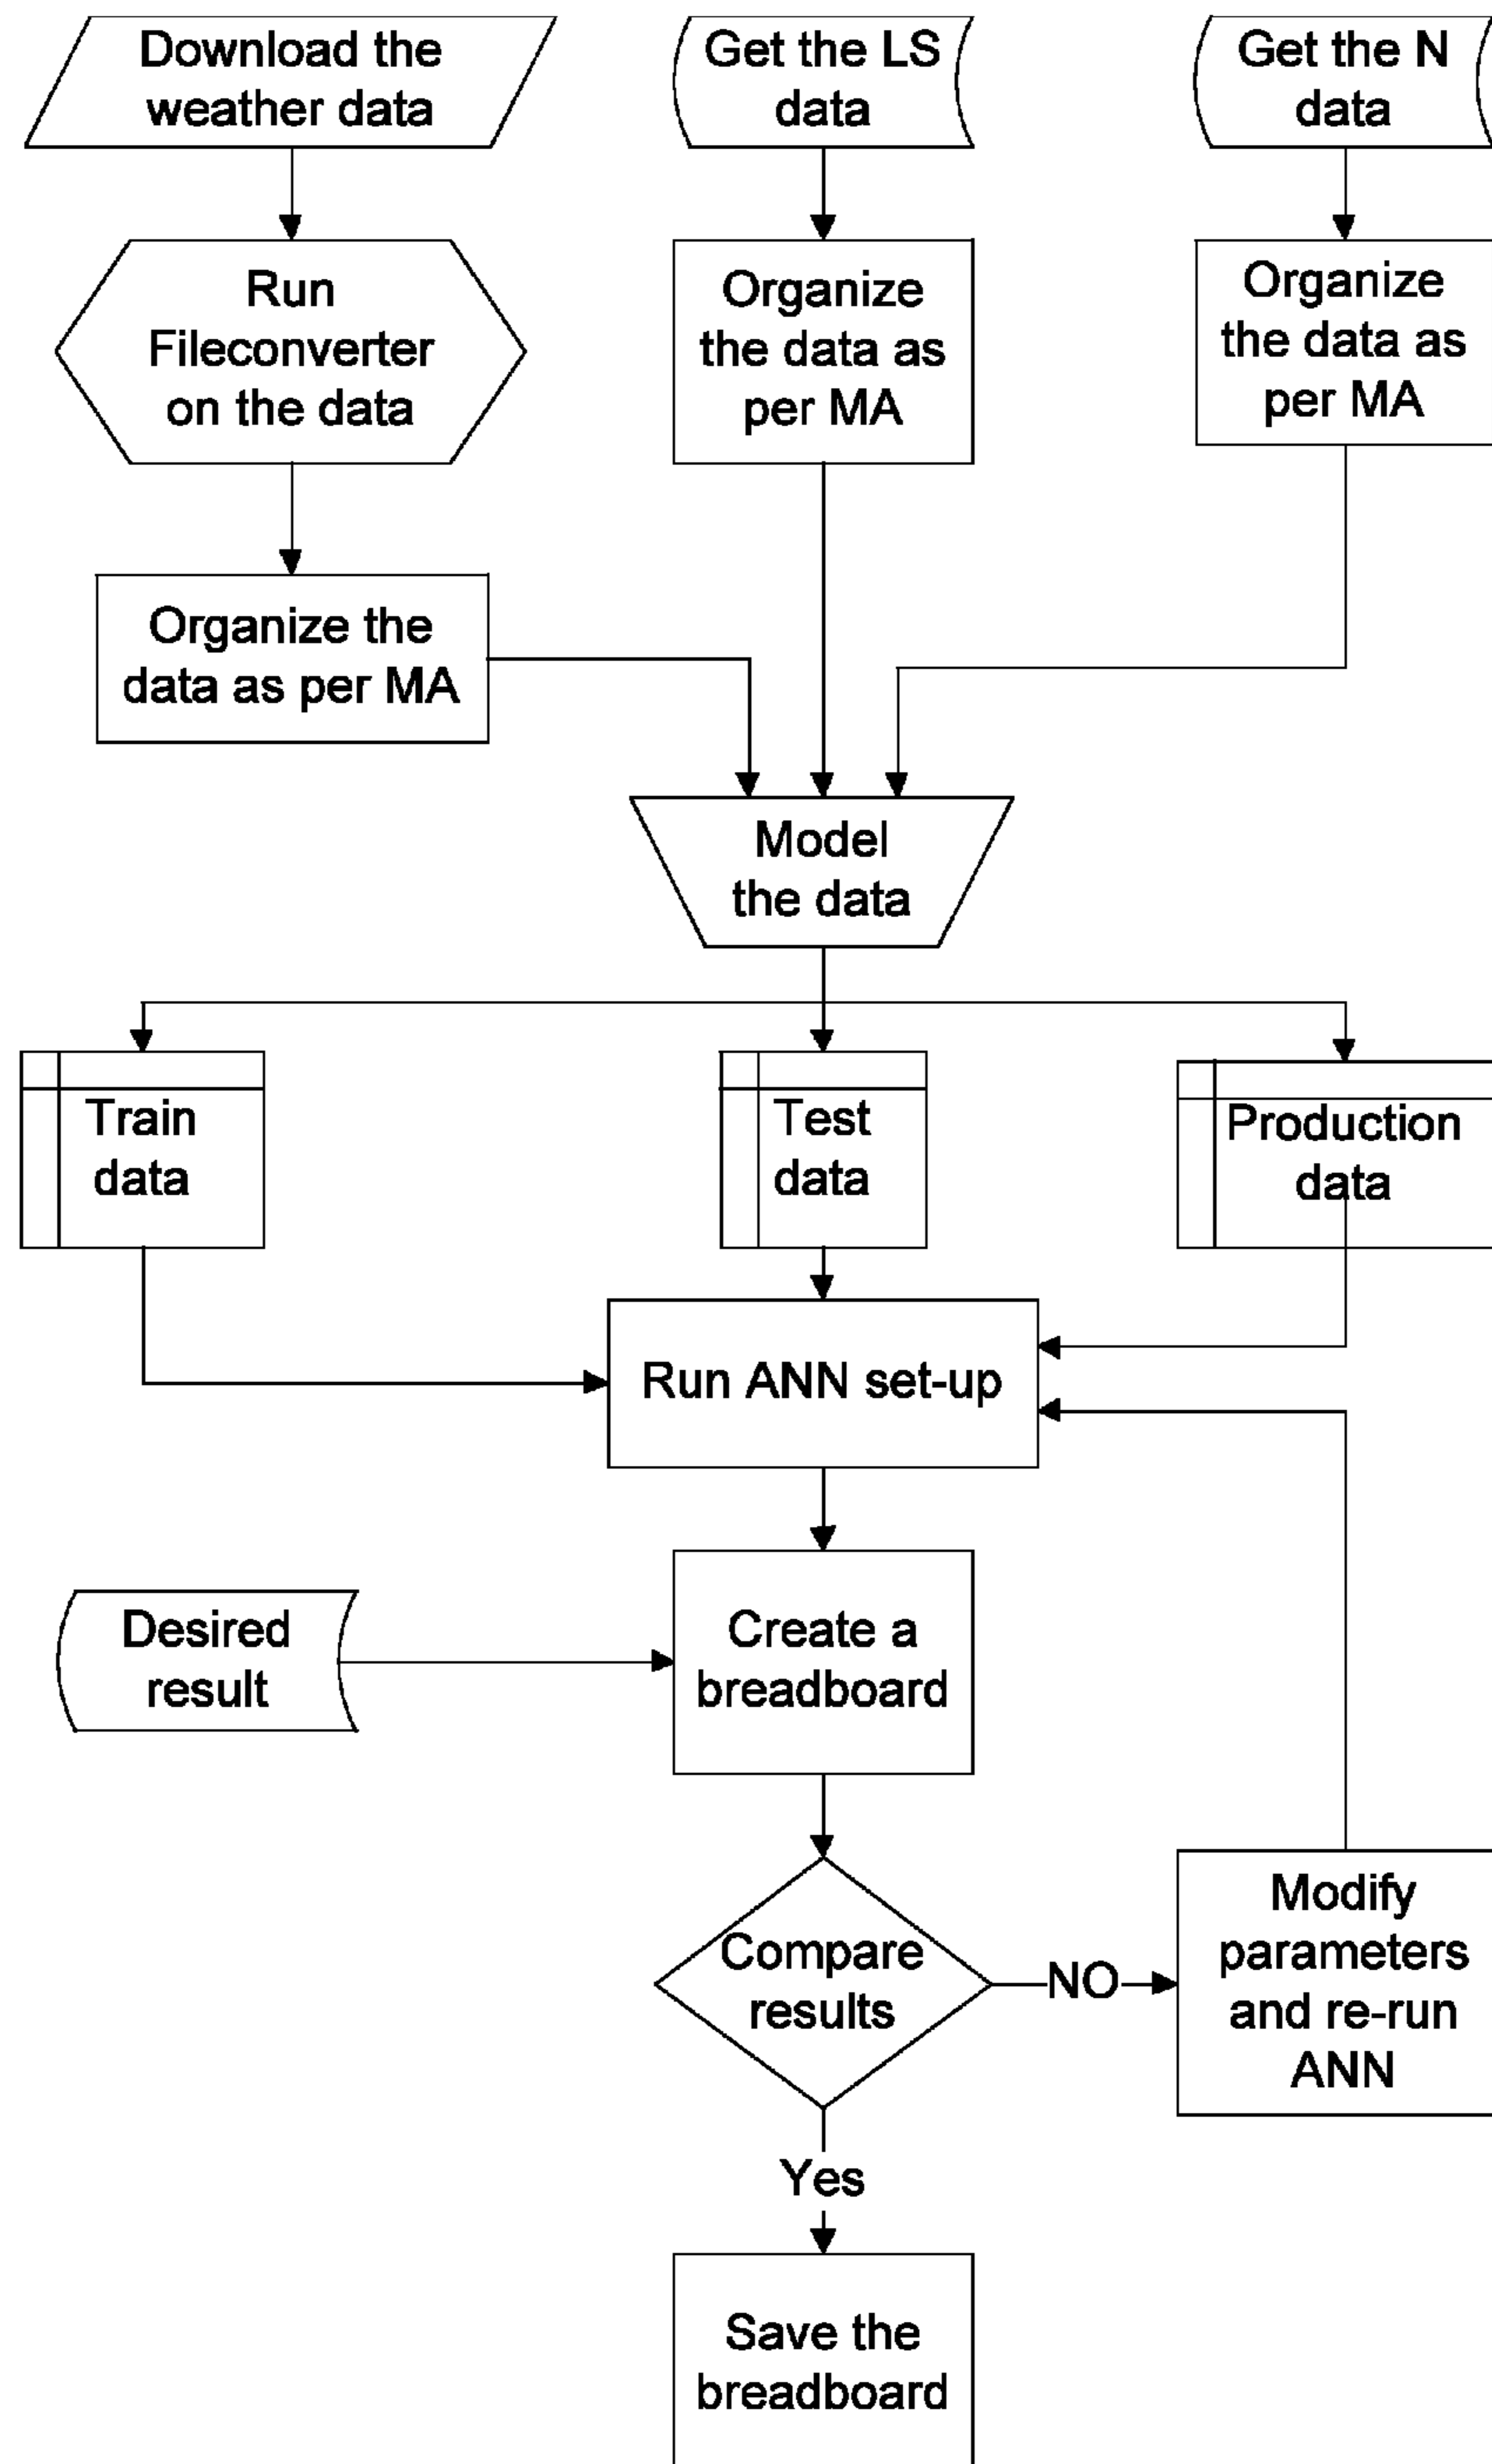 Download the
weather data
Get the LS
data
Get the N
data
Run
Fileconverter
on the data
Organize
the data as
per MA
Organize
the data as
per MA
Organize the
data as per MA
Model
the data
Train
data
Test
data
Production
data
Run ANN set-up
Desired
result
Create a
breadboard
Compare
results
NO
Modify
parameters
and re-run
ANN
Yes
Save the
breadboard